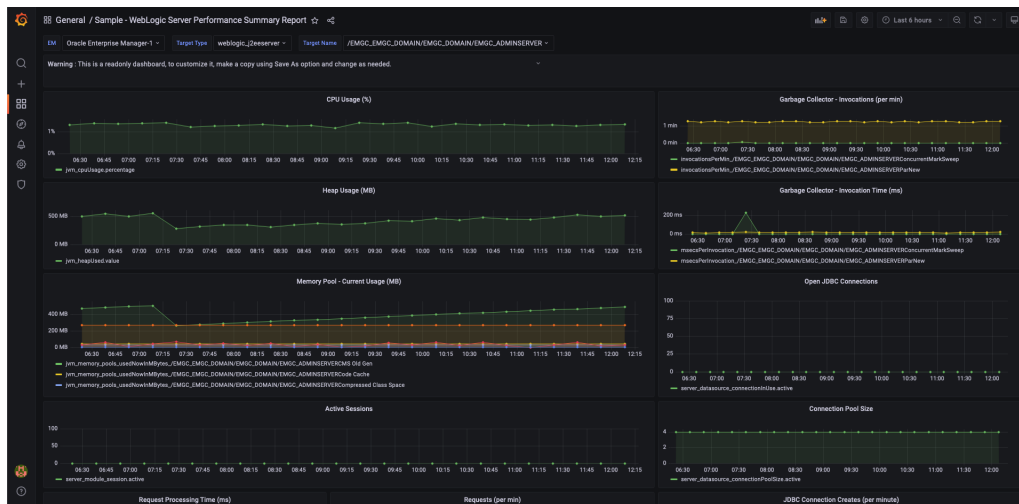 General / Sample - WebLogic Server Performance Summary Report
Last 6 hours
EM Oracle Enterprise Manager-1 Target Type weblogic_j2eeserver Target Name /EMGC_EMGC_DOMAIN/EMGC_DOMAIN/EMGC_ADMINSERVER
Warning : This is a readonly dashboard, to customize it, make a copy using Save As option and change as needed.
CPU Usage (%)
1%
0%
06:30 06:45 07:00 07:15 07:30 07:45 08:00 08:15 08:30 08:45 09:00 09:15 09:30 09:45 10:00 10:15 10:30 10:45 11:00 11:15 11:30 11:45 12:00 12:15
jvm_cpuUsage.percentage
Garbage Collector - Invocations (per min)
1 min
0 min
06:30 07:00 07:30 08:00 08:30 09:00 09:30 10:00 10:30 11:00 11:30 12:00
invocationsPerMin_/EMGC_EMGC_DOMAIN/EMGC_DOMAIN/EMGC_ADMINSERVERConcurrentMarkSweep
invocationsPerMin_/EMGC_EMGC_DOMAIN/EMGC_DOMAIN/EMGC_ADMINSERVERParNew
Heap Usage (MB)
500 MB
0 MB
06:30 06:45 07:00 07:15 07:30 07:45 08:00 08:15 08:30 08:45 09:00 09:15 09:30 09:45 10:00 10:15 10:30 10:45 11:00 11:15 11:30 11:45 12:00 12:15
jvm_heapUsed.value
Garbage Collector - Invocation Time (ms)
200 ms
0 ms
06:30 07:00 07:30 08:00 08:30 09:00 09:30 10:00 10:30 11:00 11:30 12:00
msecsPerInvocation_/EMGC_EMGC_DOMAIN/EMGC_DOMAIN/EMGC_ADMINSERVERConcurrentMarkSweep
msecsPerInvocation_/EMGC_EMGC_DOMAIN/EMGC_DOMAIN/EMGC_ADMINSERVERParNew
Memory Pool - Current Usage (MB)
400 MB
200 MB
0 MB
06:30 06:45 07:00 07:15 07:30 07:45 08:00 08:15 08:30 08:45 09:00 09:15 09:30 09:45 10:00 10:15 10:30 10:45 11:00 11:15 11:30 11:45 12:00 12:15
jvm_memory_pools_usedNowInMBytes_/EMGC_EMGC_DOMAIN/EMGC_DOMAIN/EMGC_ADMINSERVERCMS Old Gen
jvm_memory_pools_usedNowInMBytes_/EMGC_EMGC_DOMAIN/EMGC_DOMAIN/EMGC_ADMINSERVERCode Cache
jvm_memory_pools_usedNowInMBytes_/EMGC_EMGC_DOMAIN/EMGC_DOMAIN/EMGC_ADMINSERVERCompressed Class Space
Open JDBC Connections
100
75
50
25
0
06:30 07:00 07:30 08:00 08:30 09:00 09:30 10:00 10:30 11:00 11:30 12:00
server_datasource_connectionInUse.active
Active Sessions
100
50
0
06:30 06:45 07:00 07:15 07:30 07:45 08:00 08:15 08:30 08:45 09:00 09:15 09:30 09:45 10:00 10:15 10:30 10:45 11:00 11:15 11:30 11:45 12:00 12:15
server_module_session.active
Connection Pool Size
4
2
0
06:30 07:00 07:30 08:00 08:30 09:00 09:30 10:00 10:30 11:00 11:30 12:00
server_datasource_connectionPoolSize.active
Request Processing Time (ms)
Requests (per min)
JDBC Connection Creates (per minute)